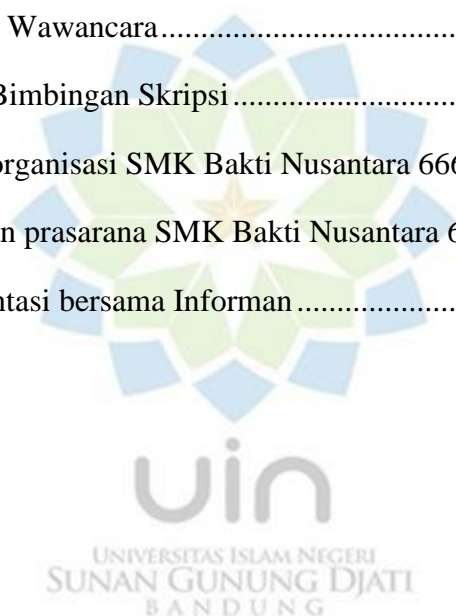 Wawancara..............................
Bimbingan Skripsi......................
organisasi SMK Bakti Nusantara 666
n prasarana SMK Bakti Nusantara 6
ntasi bersama Informan..................
uin
UNIVERSITAS ISLAM NEGERI
SUNAN GUNUNG DJATI
BANDUNG